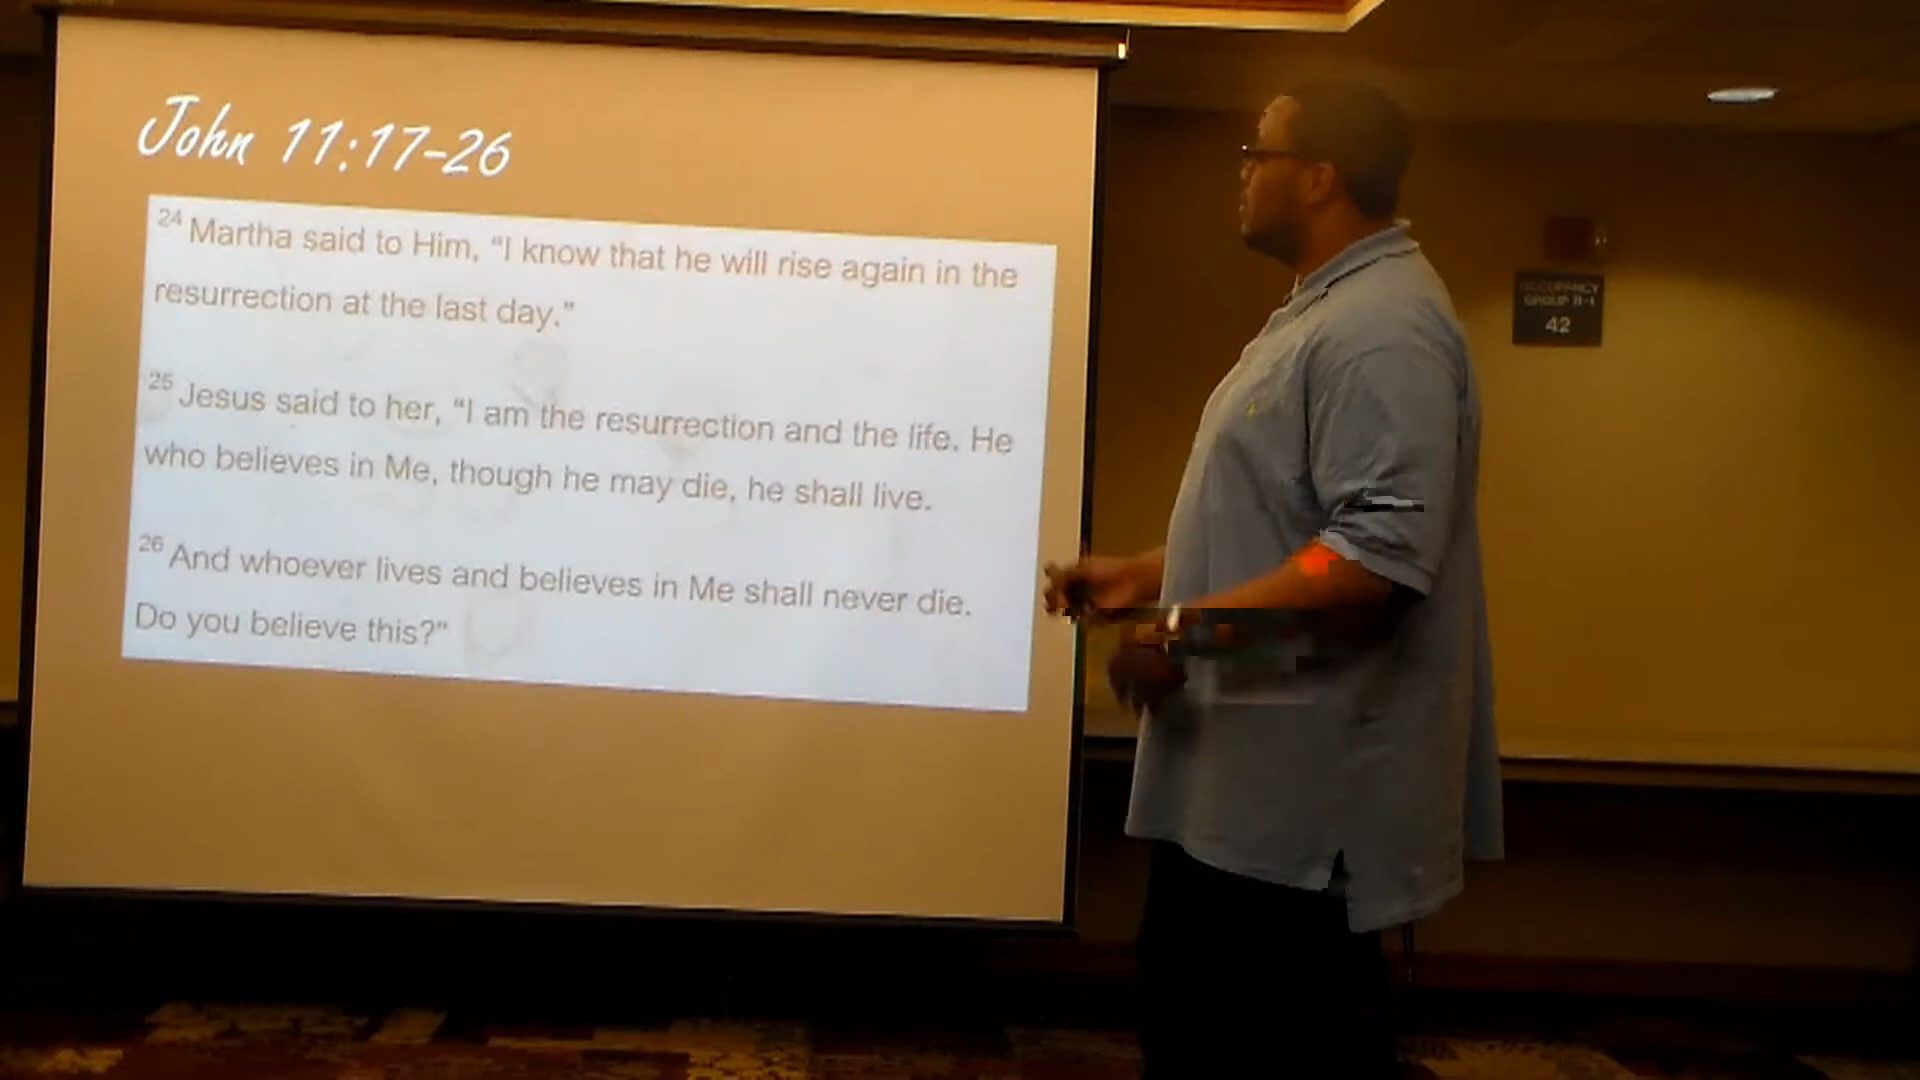 John 11:17-26
24 Martha said to Him, “I know that he will rise again in the
resurrection at the last day.”
25 Jesus said to her, “I am the resurrection and the life. He
who believes in Me, though he may die, he shall live.
26 And whoever lives and believes in Me shall never die.
Do you believe this?”
OCCUPANCY
GROUP
42